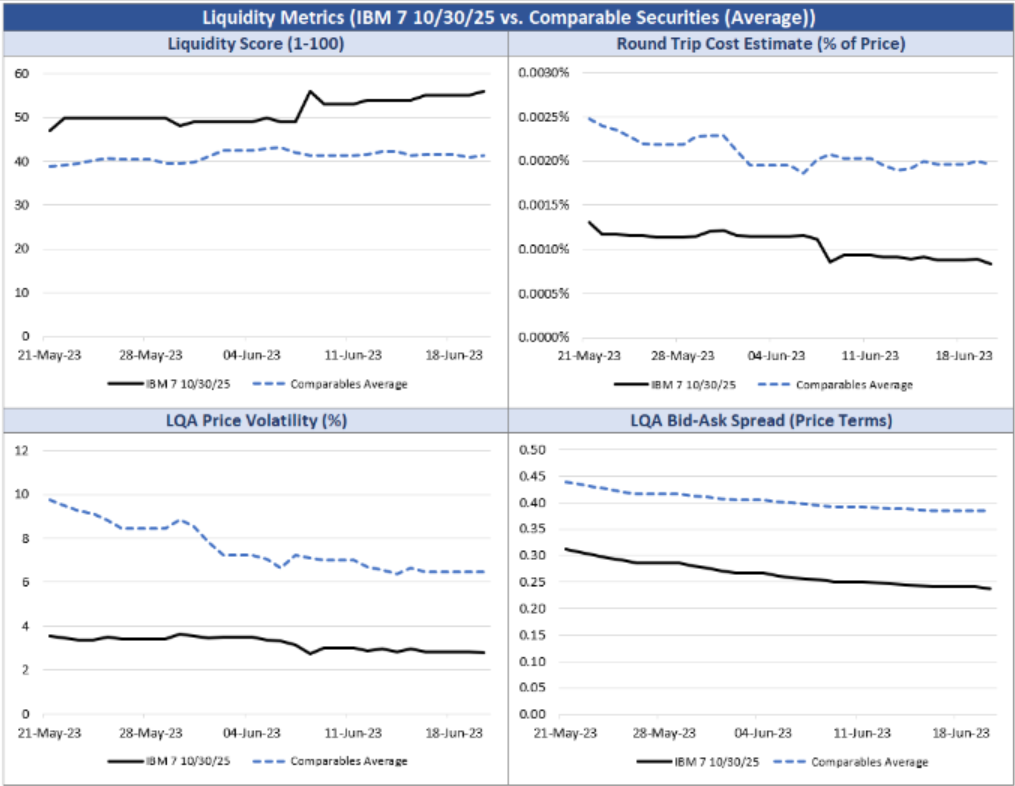 Liquidity Metrics (IBM 7 10/30/25 vs. Comparable Securities (Average))
Liquidity Score (1-100)
60
50
40
30
20
10
0
21-May-23 28-May-23 04-Jun-23 11-Jun-23 18-Jun-23
IBM 7 10/30/25 Comparables Average
Round Trip Cost Estimate (% of Price)
0.0030%
0.0025%
0.0020%
0.0015%
0.0010%
0.0005%
0.0000%
21-May-23 28-May-23 04-Jun-23 11-Jun-23 18-Jun-23
IBM 7 10/30/25 Comparables Average
LQA Price Volatility (%)
12
10
8
6
4
2
0
21-May-23 28-May-23 04-Jun-23 11-Jun-23 18-Jun-23
IBM 7 10/30/25 Comparables Average
LQA Bid-Ask Spread (Price Terms)
0.50
0.45
0.40
0.35
0.30
0.25
0.20
0.15
0.10
0.05
0.00
21-May-23 28-May-23 04-Jun-23 11-Jun-23 18-Jun-23
IBM 7 10/30/25 Comparables Average